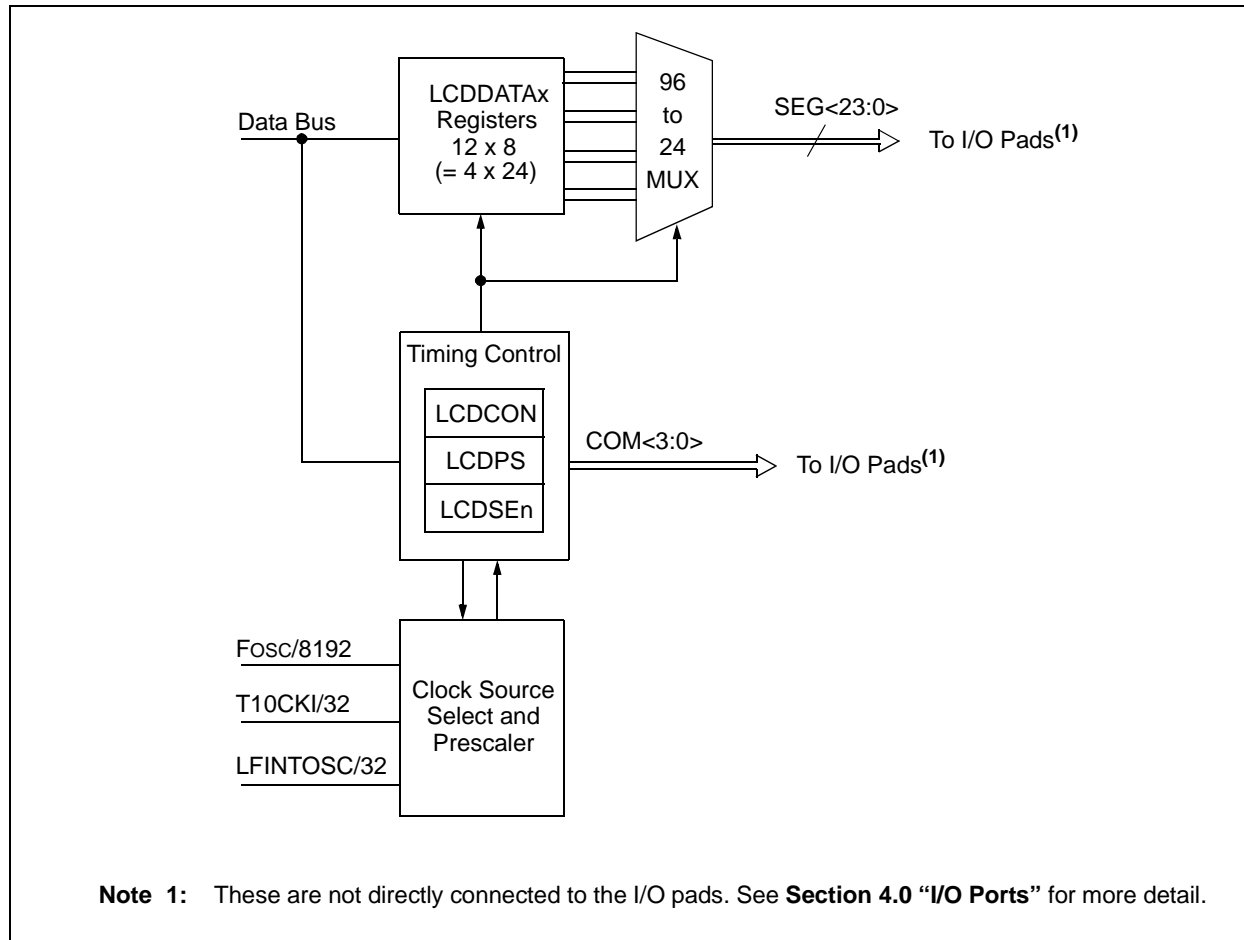 LCDDATAx
Registers
12 x 8
(= 4 x 24)
96
to
24
MUX
Data Bus
SEG<23:0>
To I/O Pads(1)
Timing Control
LCDCON
LCDPS
LCDSEn
COM<3:0>
To I/O Pads(1)
FOSC/8192
T10CKI/32
LFINTOSC/32
Clock Source
Select and
Prescaler
Note 1: These are not directly connected to the I/O pads. See Section 4.0 “I/O Ports” for more detail.